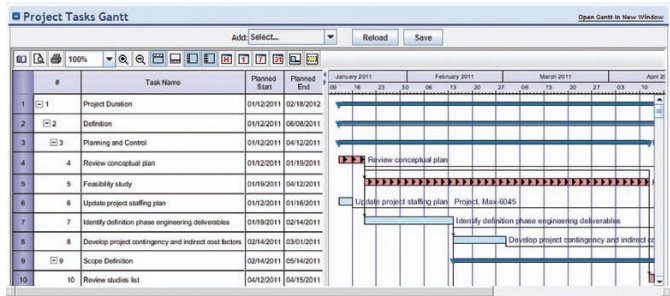 Project Tasks Gantt
Open Gantt In New Window
Add: Select... Reload Save
100%
# Task Name Planned Start Planned End January 2011 February 2011 March 2011 April 20
09 16 23 30 06 13 20 27 06 13 20 27 03 10
1 1 Project Duration 01/12/2011 02/18/2012
2 2 Definition 01/12/2011 06/08/2011
3 3 Planning and Control 01/12/2011 04/12/2011
4 4 Review conceptual plan 01/12/2011 01/19/2011 Review conceptual plan
5 5 Feasibility study 01/19/2011 04/12/2011
6 6 Update project staffing plan 01/12/2011 01/16/2011 Update project staffing plan Project, Max-6045
7 7 Identify definition phase engineering deliverables 01/19/2011 02/14/2011 Identify definition phase engineering deliverables
8 8 Develop project contingency and indirect cost factors 02/14/2011 03/01/2011 Develop project contingency and indirect co
9 9 Scope Definition 02/14/2011 05/14/2011
10 10 Review studies list 04/12/2011 04/15/2011